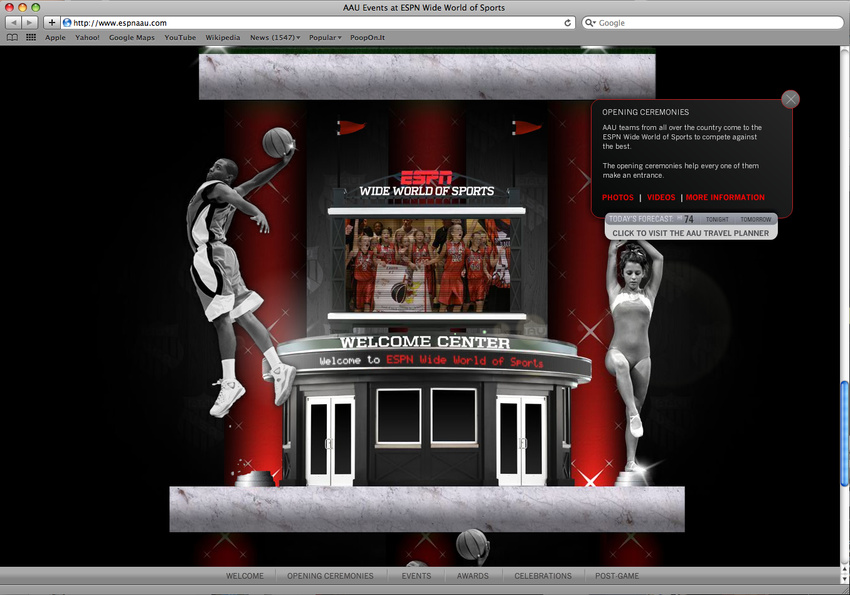 AAU Events at ESPN Wide World of Sports
http://www.espnaau.com
Google
Apple Yahoo! Google Maps YouTube Wikipedia News (1547) Popular PoopOn.It
OPENING CEREMONIES
AAU teams from all over the country come to the
ESPN Wide World of Sports to compete against
the best.
The opening ceremonies help every one of them
make an entrance.
PHOTOS | VIDEOS | MORE INFORMATION
TODAY'S FORECAST: 74 TONIGHT TOMORROW
CLICK TO VISIT THE AAU TRAVEL PLANNER
ESPN
WIDE WORLD OF SPORTS
WELCOME CENTER
Welcome to ESPN Wide World of Sports
WELCOME OPENING CEREMONIES EVENTS AWARDS CELEBRATIONS POST-GAME